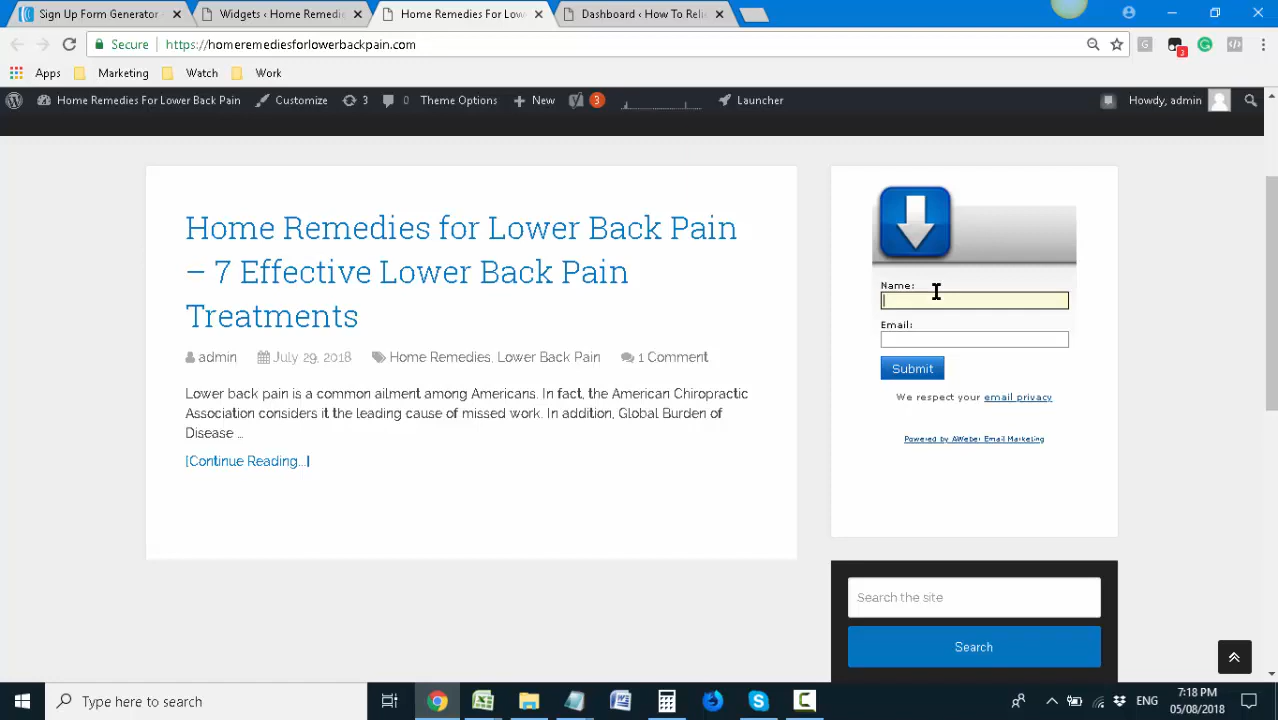 Sign Up Form Generator
Widgets ‹ Home Remedi
Home Remedies For Low
Dashboard ‹ How To Reli
Secure
https://homeremediesforlowerbackpain.com
G
3
Apps
Marketing
Watch
Work
Home Remedies For Lower Back Pain
Customize
3
0
Theme Options
New
3
Launcher
Howdy, admin
Home Remedies for Lower Back Pain
– 7 Effective Lower Back Pain
Treatments
admin
July 29, 2018
Home Remedies, Lower Back Pain
1 Comment
Lower back pain is a common ailment among Americans. In fact, the American Chiropractic
Association considers it the leading cause of missed work. In addition, Global Burden of
Disease ...
[Continue Reading...]
Name:
Email:
Submit
We respect your email privacy
Powered by AWeber Email Marketing
Search the site
Search
Type here to search
ENG
7:18 PM
05/08/2018